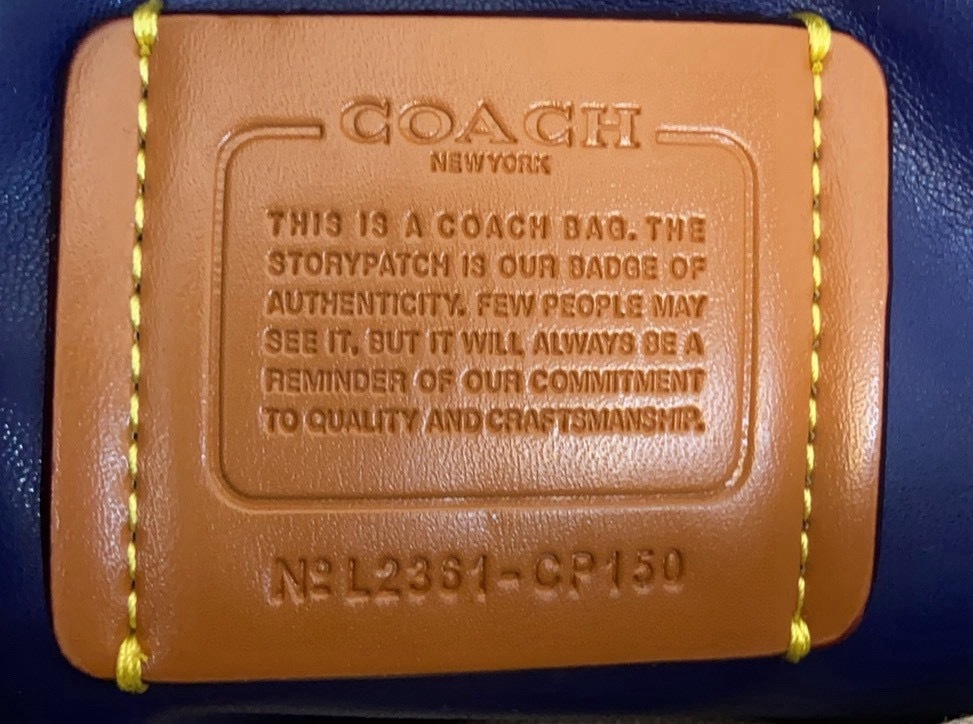 COACH
NEW YORK
THIS IS A COACH BAG. THE
STORYPATCH IS OUR BADGE OF
AUTHENTICITY. FEW PEOPLE MAY
SEE IT, BUT IT WILL ALWAYS BE A
REMINDER OF OUR COMMITMENT
TO QUALITY AND CRAFTSMANSHIP.
Nº L2361-CP150